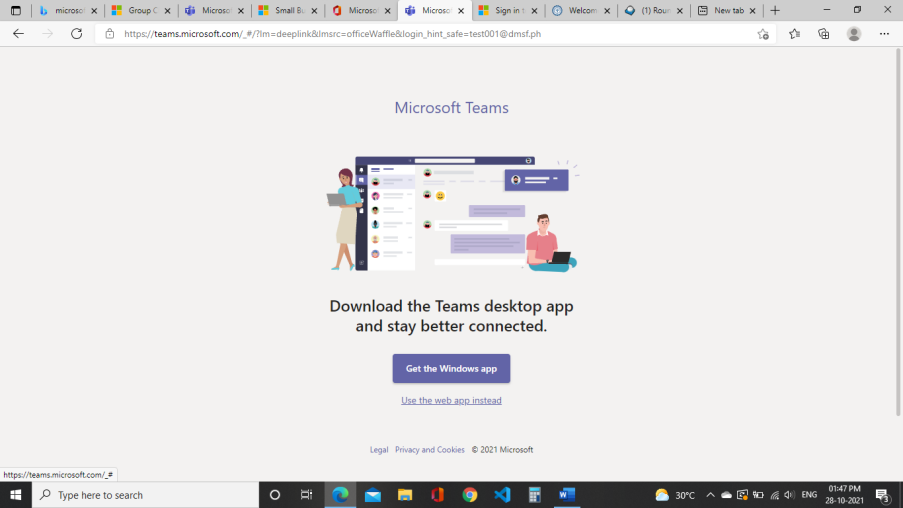 microsof
Group C
Microso
Small Bu
Microso
Microso
Sign in t
Welcom
(1) Roun
New tab
https://teams.microsoft.com/_#/?lm=deeplink&lmsrc=officeWaffle&login_hint_safe=test001@dmsf.ph
Microsoft Teams
Download the Teams desktop app
and stay better connected.
Get the Windows app
Use the web app instead
Legal Privacy and Cookies © 2021 Microsoft
https://teams.microsoft.com/_#
Type here to search
30°C
ENG
01:47 PM
28-10-2021
3